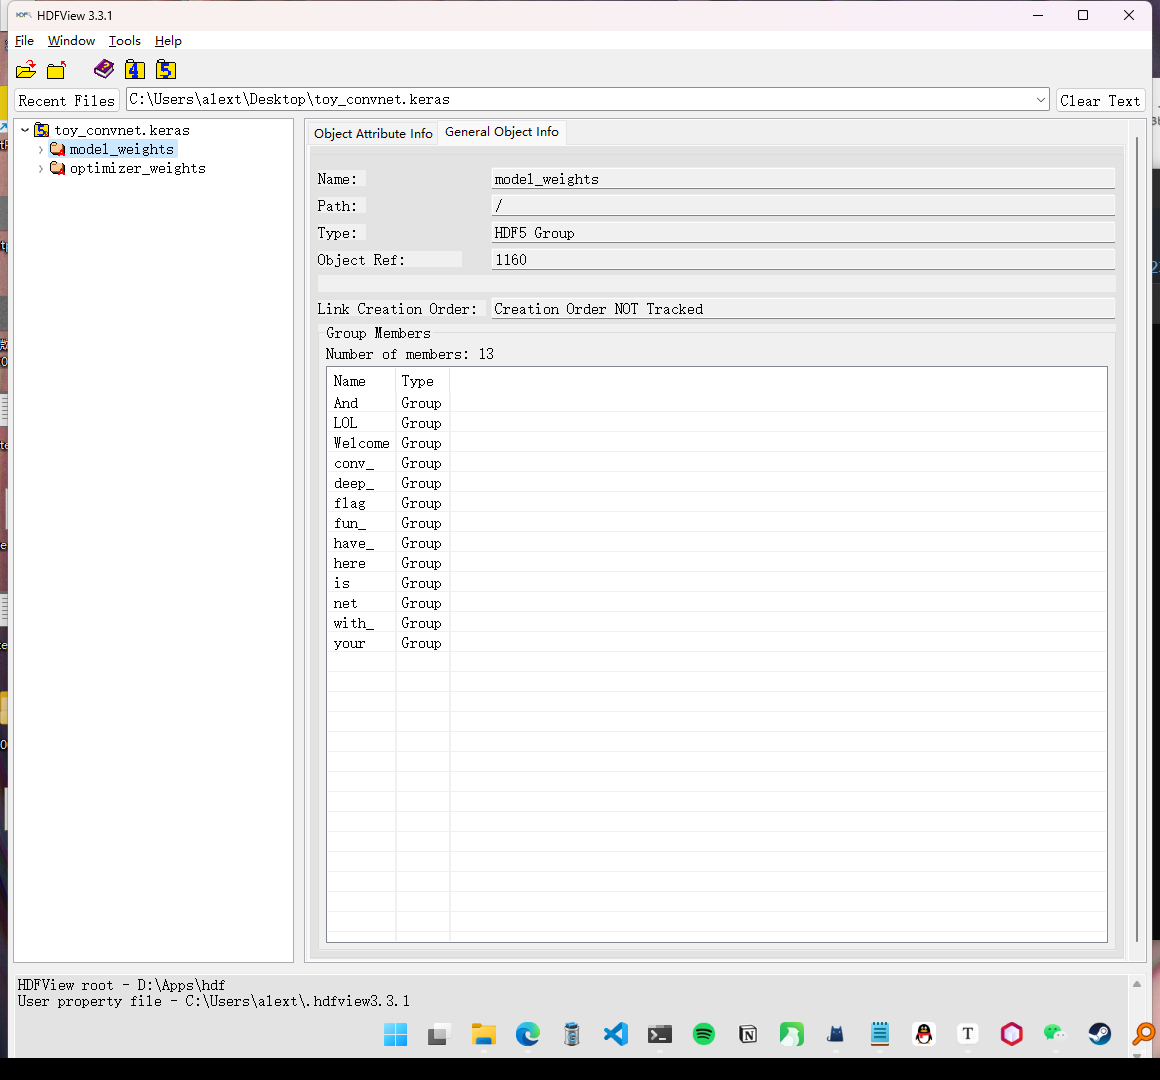 HDFView 3.3.1
File Window Tools Help
Recent Files C:\Users\alext\Desktop\toy_convnet.keras Clear Text
toy_convnet.keras
model_weights
optimizer_weights
Object Attribute Info General Object Info
Name: model_weights
Path: /
Type: HDF5 Group
Object Ref: 1160
Link Creation Order: Creation Order NOT Tracked
Group Members
Number of members: 13
Name Type
And Group
LOL Group
Welcome Group
conv_ Group
deep_ Group
flag Group
fun_ Group
have_ Group
here Group
is Group
net Group
with_ Group
your Group
HDFView root - D:\Apps\hdf
User property file - C:\Users\alext\.hdfview3.3.1